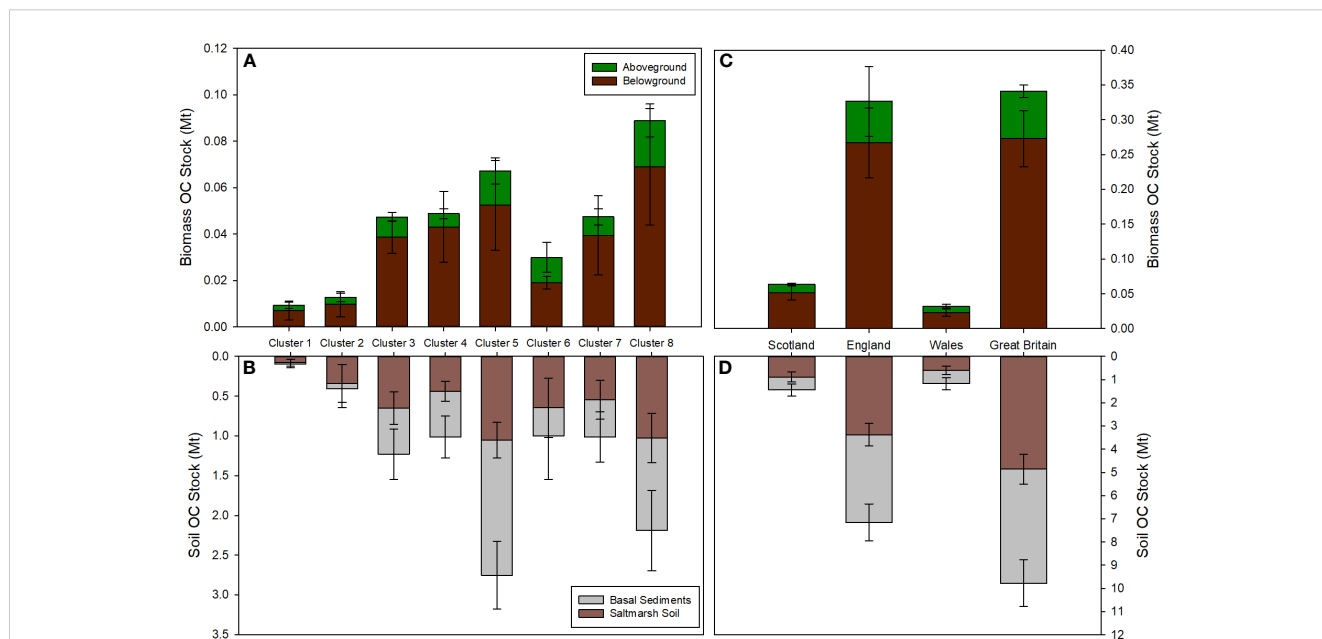 A
Aboveground
Belowground
Biomass OC Stock (Mt)
0.12
0.10
0.08
0.06
0.04
0.02
0.00
C
Biomass OC Stock (Mt)
0.40
0.35
0.30
0.25
0.20
0.15
0.10
0.05
0.00
Cluster 1 Cluster 2 Cluster 3 Cluster 4 Cluster 5 Cluster 6 Cluster 7 Cluster 8
Scotland England Wales Great Britain
B
Soil OC Stock (Mt)
0.0
0.5
1.0
1.5
2.0
2.5
3.0
3.5
Basal Sediments
Saltmarsh Soil
D
Soil OC Stock (Mt)
0
1
2
3
4
5
6
7
8
9
10
11
12